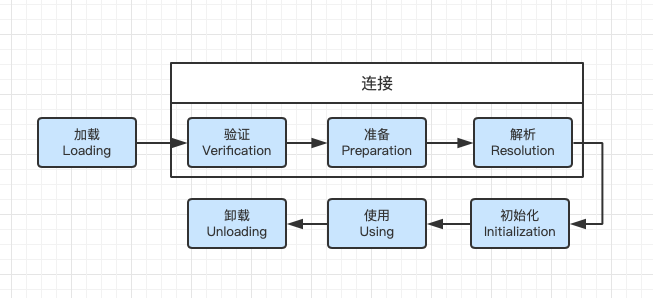 连接
加载
Loading
验证
Verification
准备
Preparation
解析
Resolution
卸载
Unloading
使用
Using
初始化
Initialization